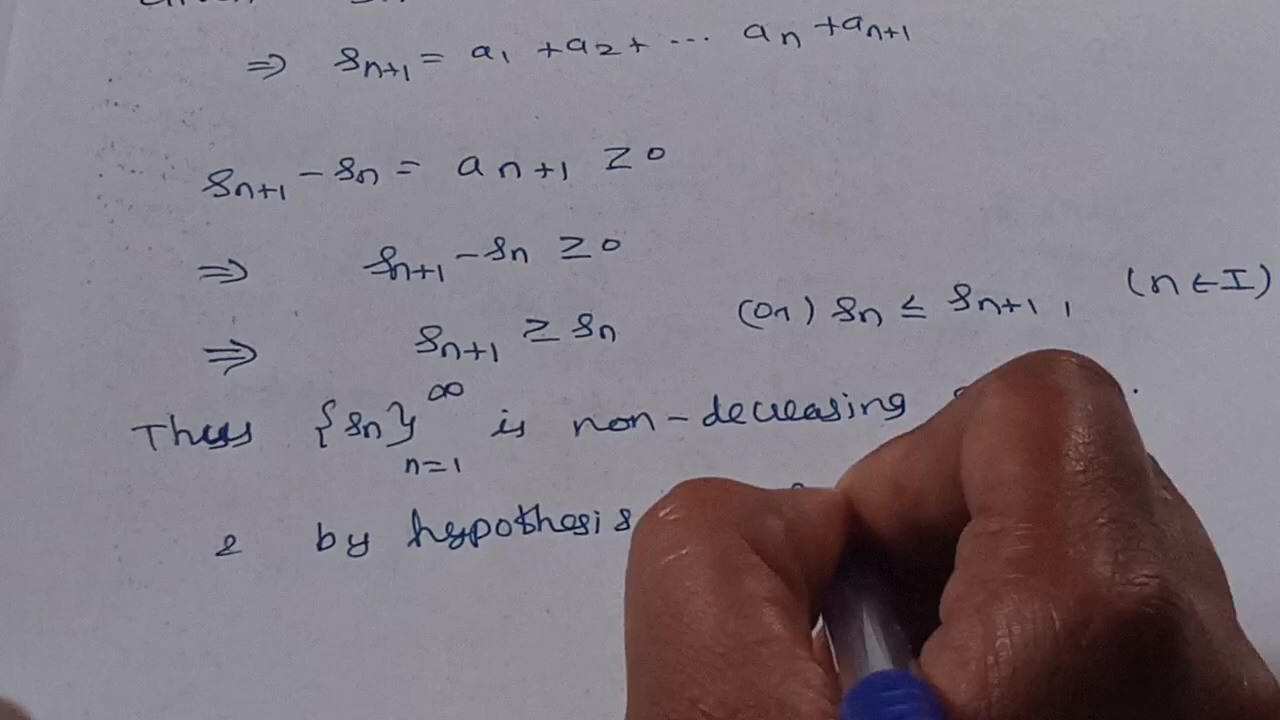 ⇒ Sn+1 = a1 + a2 + ... an + an+1
Sn+1 - Sn = an+1 ≥ 0
⇒ Sn+1 - Sn ≥ 0
⇒ Sn+1 ≥ Sn (or) Sn ≤ Sn+1, (n ∈ I)
Thus {Sn}∞ n=1 is non-decreasing
& by hypothesis